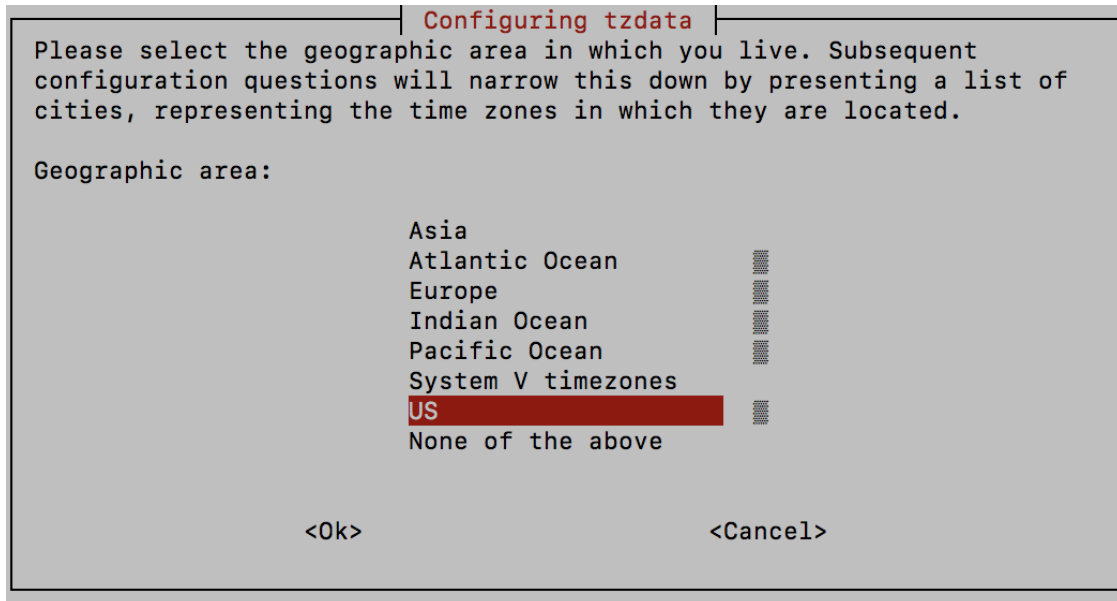 Configuring tzdata
Please select the geographic area in which you live. Subsequent
configuration questions will narrow this down by presenting a list of
cities, representing the time zones in which they are located.
Geographic area:
Asia
Atlantic Ocean
Europe
Indian Ocean
Pacific Ocean
System V timezones
US
None of the above
<Ok> <Cancel>